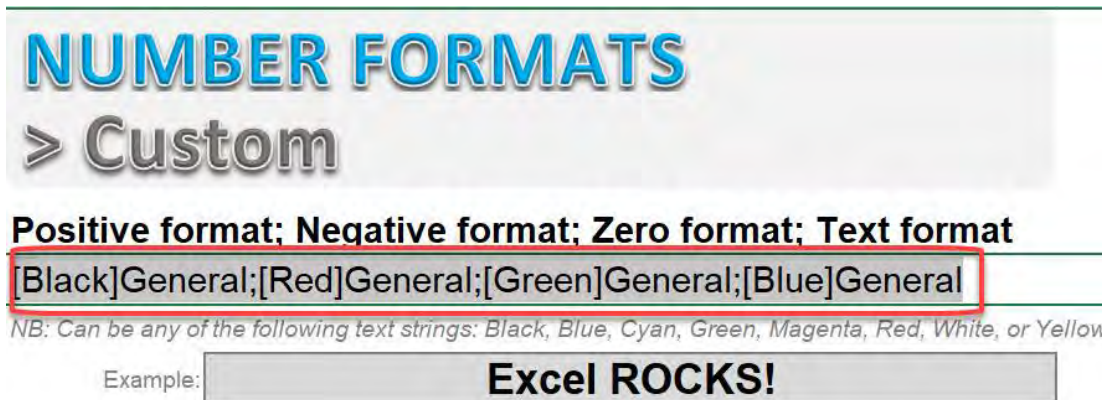 NUMBER FORMATS
> Custom
Positive format; Negative format; Zero format; Text format
[Black]General;[Red]General;[Green]General;[Blue]General
NB: Can be any of the following text strings: Black, Blue, Cyan, Green, Magenta, Red, White, or Yellow
Example: Excel ROCKS!